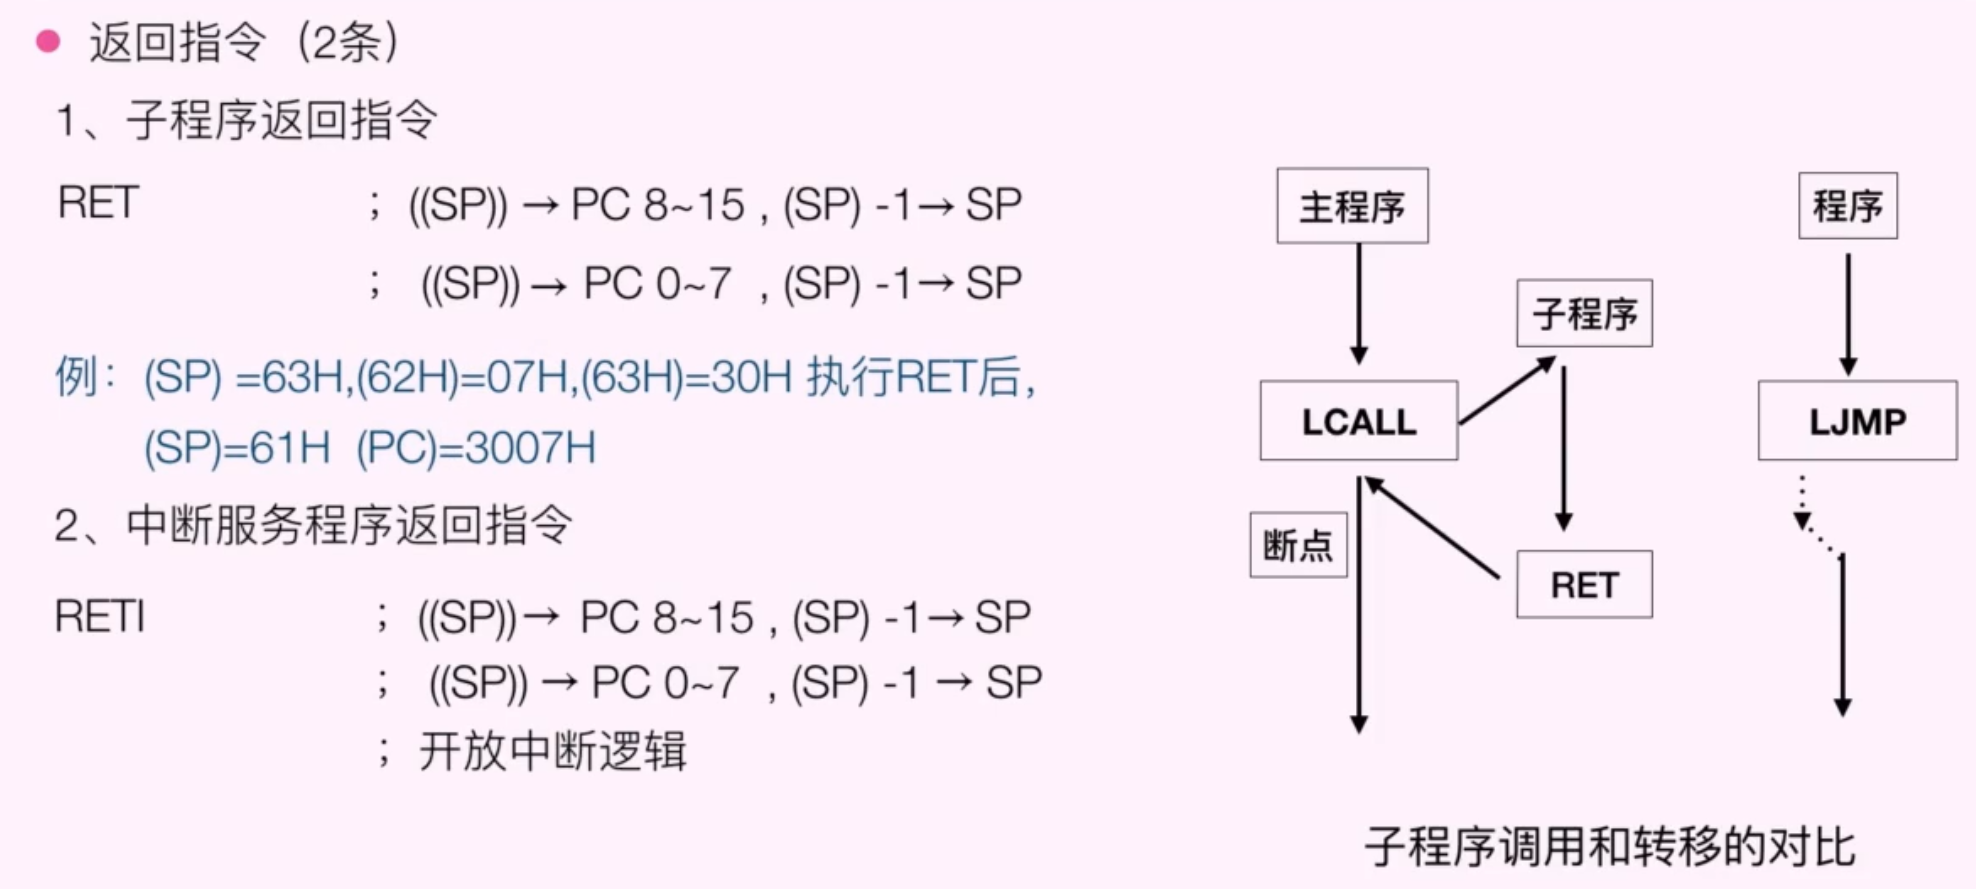 返回指令（2条）
1、子程序返回指令
RET ；((SP)) → PC 8~15 , (SP) -1→ SP
； ((SP)) → PC 0~7 , (SP) -1→ SP
例：(SP) =63H,(62H)=07H,(63H)=30H 执行RET后，
(SP)=61H (PC)=3007H
2、中断服务程序返回指令
RETI ；((SP))→ PC 8~15 , (SP) -1→ SP
； ((SP)) → PC 0~7 , (SP) -1 → SP
；开放中断逻辑
主程序
子程序
LCALL
断点
RET
程序
LJMP
子程序调用和转移的对比